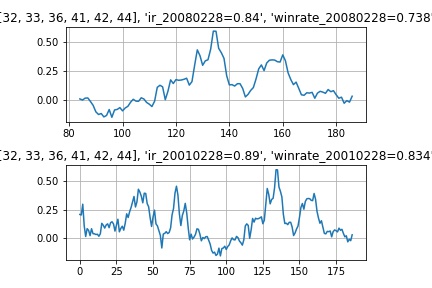 [32, 33, 36, 41, 42, 44], 'ir_20080228=0.84', 'winrate_20080228=0.738'
0.50
0.25
0.00
80 100 120 140 160 180
[32, 33, 36, 41, 42, 44], 'ir_20010228=0.89', 'winrate_20010228=0.834'
0.50
0.25
0.00
0 25 50 75 100 125 150 175